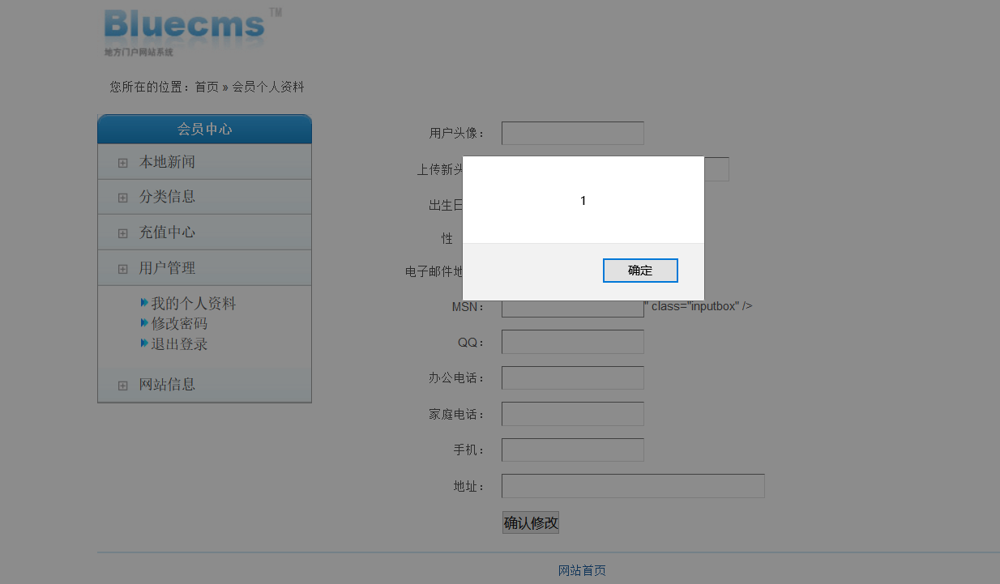 Bluecms TM
地方门户网站系统
您所在的位置：首页 » 会员个人资料
会员中心
本地新闻
分类信息
充值中心
用户管理
我的个人资料
修改密码
退出登录
网站信息
用户头像：
上传新头
出生日
性
电子邮件地
MSN：
" class="inputbox" />
QQ：
办公电话：
家庭电话：
手机：
地址：
确认修改
1
确定
网站首页